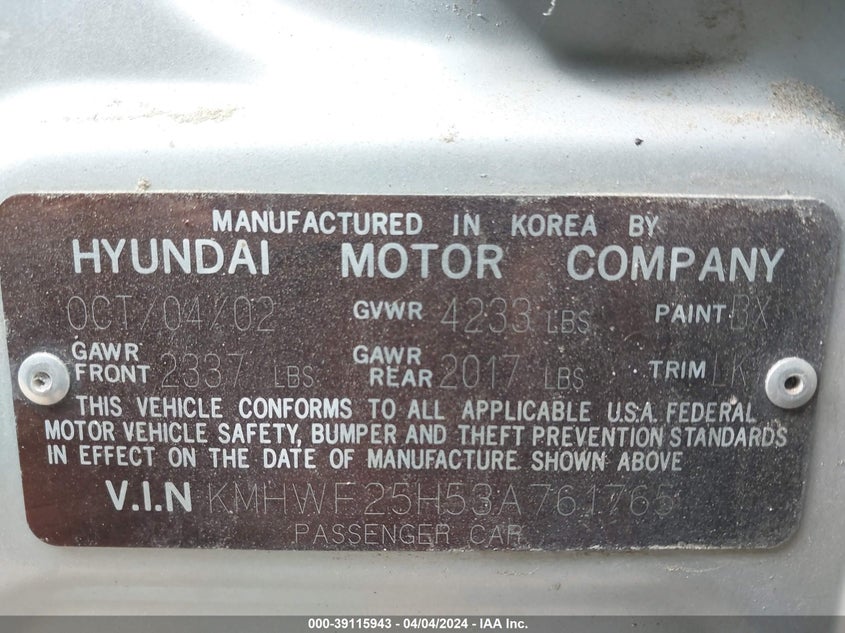 MANUFACTURED IN KOREA BY
HYUNDAI MOTOR COMPANY
OCT/04/02 GVWR 4233 LBS PAINT BX
GAWR FRONT 2337 LBS GAWR REAR 2017 LBS TRIM LK
THIS VEHICLE CONFORMS TO ALL APPLICABLE U.S.A. FEDERAL
MOTOR VEHICLE SAFETY, BUMPER AND THEFT PREVENTION STANDARDS
IN EFFECT ON THE DATE OF MANUFACTURE SHOWN ABOVE
V.I.N KMHWF25H53A761765
PASSENGER CAR
000-39115943 - 04/04/2024 - IAA Inc.